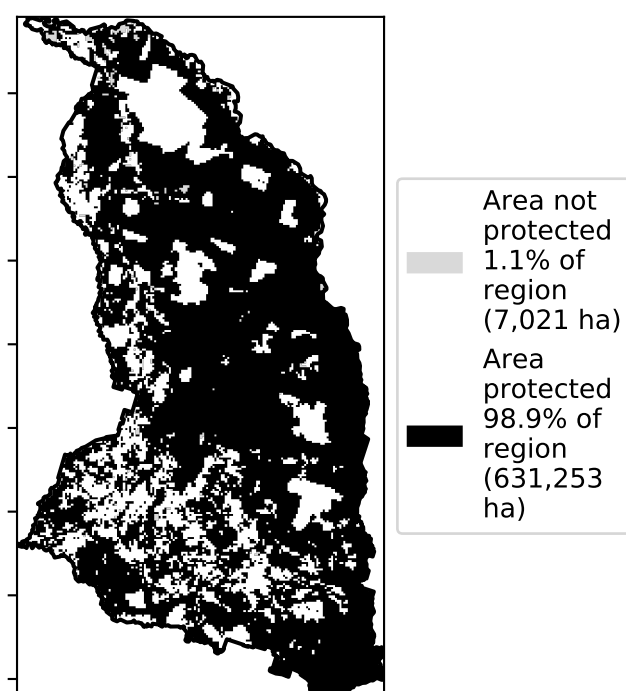 Area not
protected
1.1% of
region
(7,021 ha)
Area
protected
98.9% of
region
(631,253
ha)